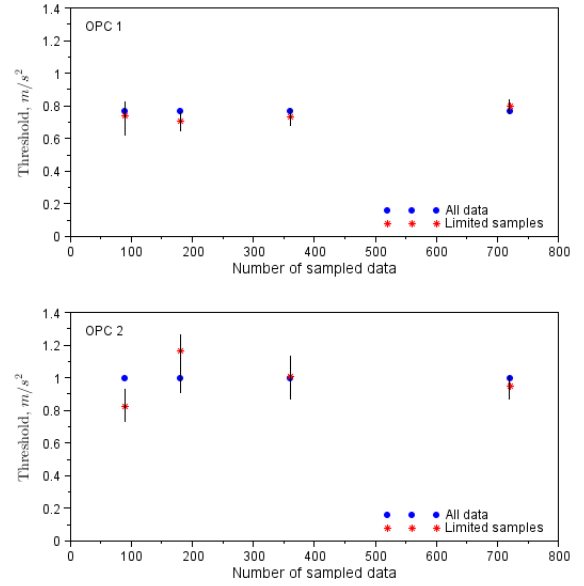 1.4
OPC 1
1.2
1
0.8
0.6
0.4
0.2
0
Threshold, m/s²
All data
Limited samples
0 100 200 300 400 500 600 700 800
Number of sampled data
1.4
OPC 2
1.2
1
0.8
0.6
0.4
0.2
0
Threshold, m/s²
All data
Limited samples
0 100 200 300 400 500 600 700 800
Number of sampled data